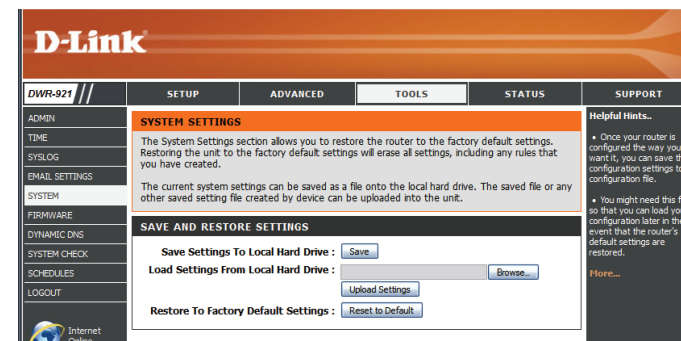 D-Link
DWR-921
SETUP
ADVANCED
TOOLS
STATUS
SUPPORT
ADMIN
TIME
SYSLOG
EMAIL SETTINGS
SYSTEM
FIRMWARE
DYNAMIC DNS
SYSTEM CHECK
SCHEDULES
LOGOUT
Internet
SYSTEM SETTINGS
The System Settings section allows you to restore the router to the factory default settings.
Restoring the unit to the factory default settings will erase all settings, including any rules that
you have created.
The current system settings can be saved as a file onto the local hard drive. The saved file or any
other saved setting file created by device can be uploaded into the unit.
SAVE AND RESTORE SETTINGS
Save Settings To Local Hard Drive : Save
Load Settings From Local Hard Drive : Browse...
Upload Settings
Restore To Factory Default Settings : Reset to Default
Helpful Hints..
• Once your router is
configured the way you
want it, you can save
configuration settings
configuration file.
• You might need this
so that you can load
configuration later in
event that the router's
default settings are
restored.
More...